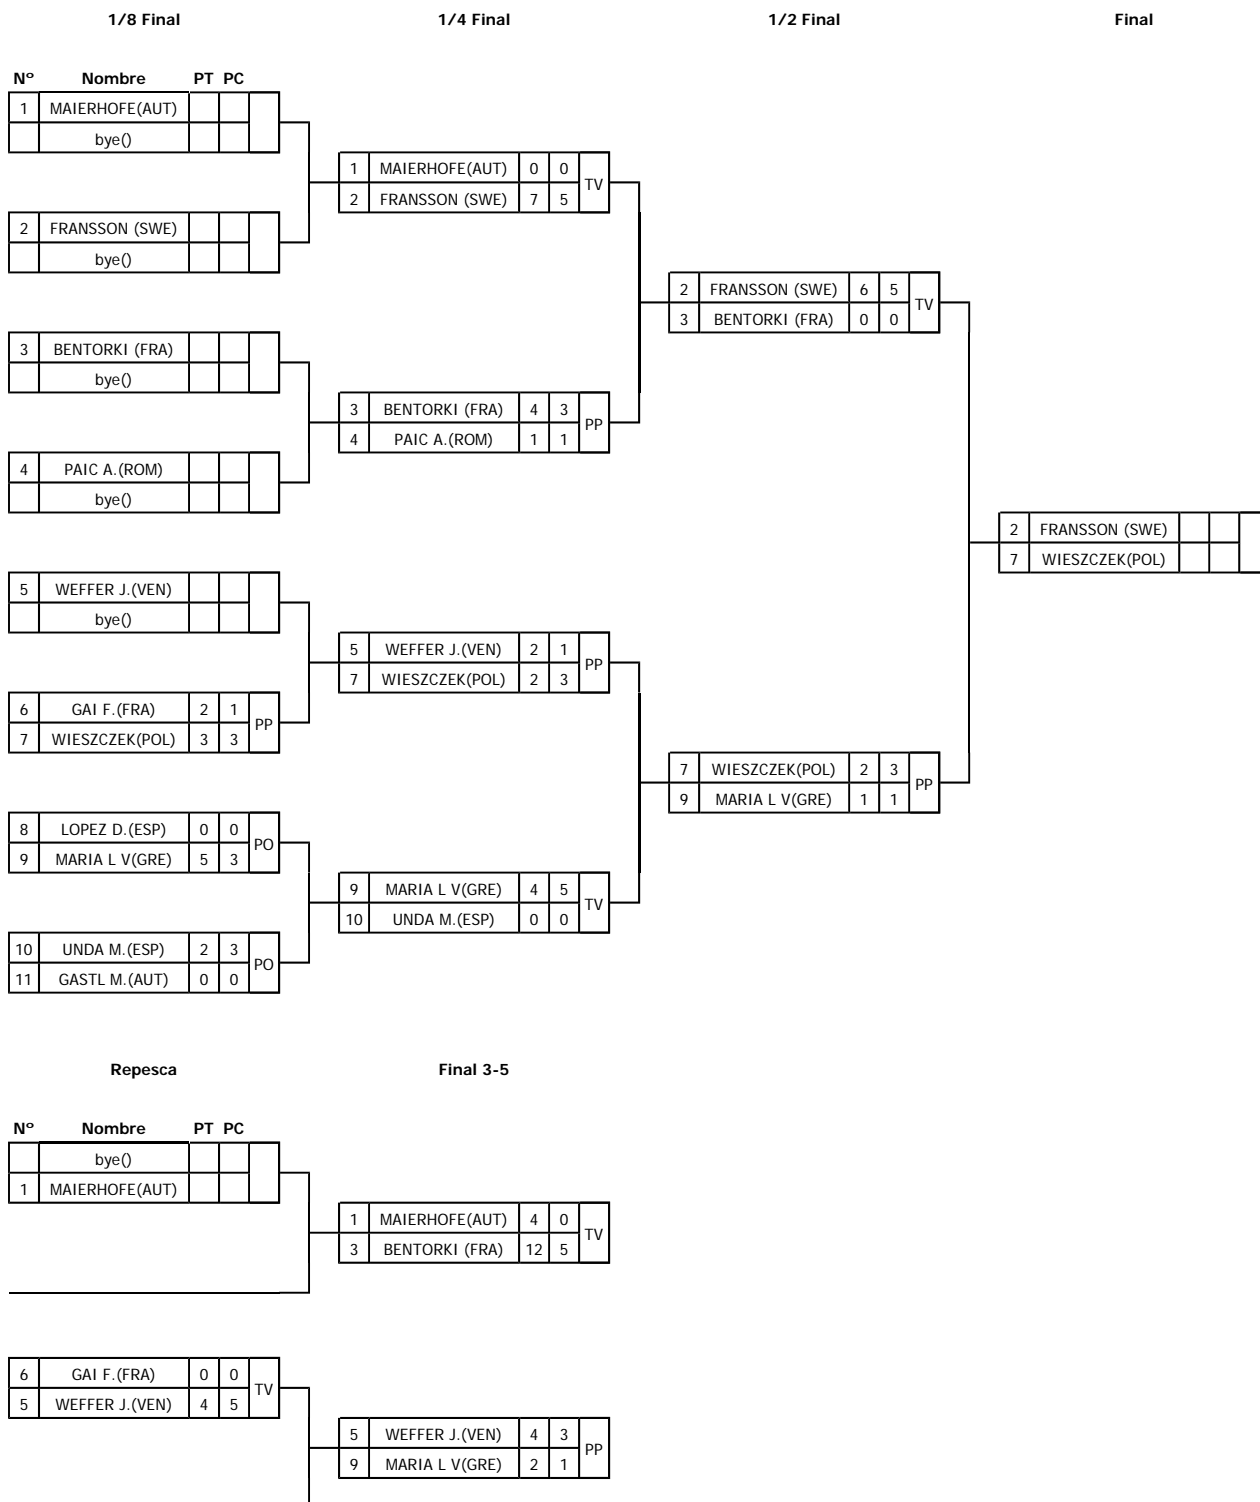 1/8 Final 1/4 Final 1/2 Final Final
Nº Nombre PT PC
1 MAIERHOFE(AUT)
bye()
1 MAIERHOFE(AUT) 0 0 TV
2 FRANSSON (SWE) 7 5
2 FRANSSON (SWE)
bye()
2 FRANSSON (SWE) 6 5 TV
3 BENTORKI (FRA) 0 0
3 BENTORKI (FRA)
bye()
3 BENTORKI (FRA) 4 3 PP
4 PAIC A.(ROM) 1 1
4 PAIC A.(ROM)
bye()
2 FRANSSON (SWE)
7 WIESZCZEK(POL)
5 WEFFER J.(VEN)
bye()
5 WEFFER J.(VEN) 2 1 PP
7 WIESZCZEK(POL) 2 3
6 GAI F.(FRA) 2 1 PP
7 WIESZCZEK(POL) 3 3
7 WIESZCZEK(POL) 2 3 PP
9 MARIA L V(GRE) 1 1
8 LOPEZ D.(ESP) 0 0 PO
9 MARIA L V(GRE) 5 3
9 MARIA L V(GRE) 4 5 TV
10 UNDA M.(ESP) 0 0
10 UNDA M.(ESP) 2 3 PO
11 GASTL M.(AUT) 0 0
Repesca Final 3-5
Nº Nombre PT PC
bye()
1 MAIERHOFE(AUT)
1 MAIERHOFE(AUT) 4 0 TV
3 BENTORKI (FRA) 12 5
6 GAI F.(FRA) 0 0 TV
5 WEFFER J.(VEN) 4 5
5 WEFFER J.(VEN) 4 3 PP
9 MARIA L V(GRE) 2 1